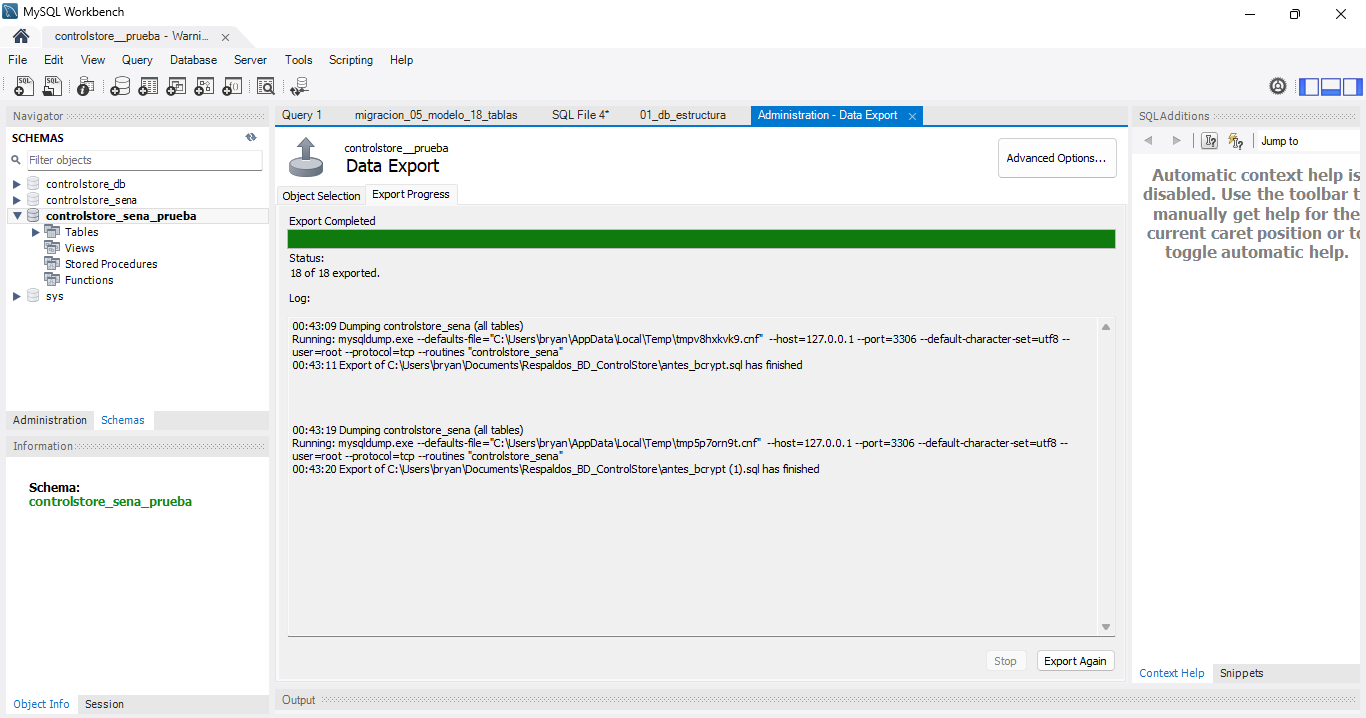 MySQL Workbench
controlstore__prueba - Warni...
File Edit View Query Database Server Tools Scripting Help
Navigator
SCHEMAS
Filter objects
controlstore_db
controlstore_sena
controlstore_sena_prueba
Tables
Views
Stored Procedures
Functions
sys
Administration Schemas
Information
Schema:
controlstore_sena_prueba
Object Info Session
Query 1 migracion_05_modelo_18_tablas SQL File 4* 01_db_estructura Administration - Data Export
controlstore__prueba
Data Export
Advanced Options...
Object Selection Export Progress
Export Completed
Status:
18 of 18 exported.
Log:
00:43:09 Dumping controlstore_sena (all tables)
Running: mysqldump.exe --defaults-file="C:\Users\bryan\AppData\Local\Temp\tmpv8hxkvk9.cnf" --host=127.0.0.1 --port=3306 --default-character-set=utf8 --
user=root --protocol=tcp --routines "controlstore_sena"
00:43:11 Export of C:\Users\bryan\Documents\Respaldos_BD_ControlStore\antes_bcrypt.sql has finished
00:43:19 Dumping controlstore_sena (all tables)
Running: mysqldump.exe --defaults-file="C:\Users\bryan\AppData\Local\Temp\tmp5p7orn9t.cnf" --host=127.0.0.1 --port=3306 --default-character-set=utf8 --
user=root --protocol=tcp --routines "controlstore_sena"
00:43:20 Export of C:\Users\bryan\Documents\Respaldos_BD_ControlStore\antes_bcrypt (1).sql has finished
Stop Export Again
Output
SQLAdditions
Jump to
Automatic context help is
disabled. Use the toolbar t
manually get help for the
current caret position or to
toggle automatic help.
Context Help Snippets